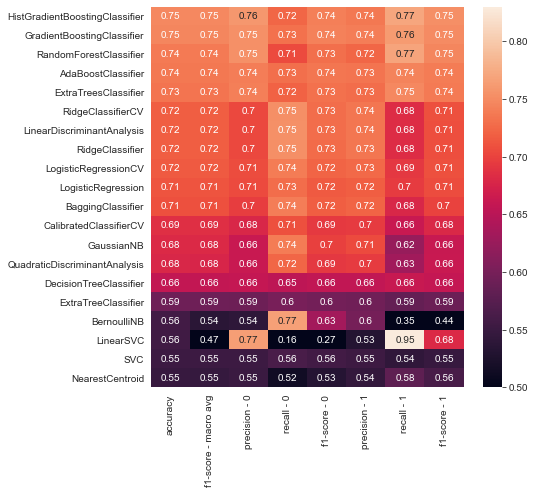 HistGradientBoostingClassifier 0.75 0.75 0.76 0.72 0.74 0.75 0.77 0.75
GradientBoostingClassifier 0.75 0.75 0.75 0.73 0.74 0.74 0.76 0.75
RandomForestClassifier 0.74 0.74 0.75 0.71 0.73 0.72 0.77 0.75
AdaBoostClassifier 0.74 0.74 0.74 0.73 0.74 0.73 0.74 0.74
ExtraTreesClassifier 0.73 0.73 0.74 0.72 0.73 0.73 0.75 0.74
RidgeClassifierCV 0.72 0.72 0.7 0.75 0.73 0.74 0.68 0.71
LinearDiscriminantAnalysis 0.72 0.72 0.7 0.75 0.73 0.74 0.68 0.71
RidgeClassifier 0.72 0.72 0.7 0.75 0.73 0.73 0.68 0.71
LogisticRegressionCV 0.72 0.72 0.71 0.74 0.72 0.73 0.69 0.71
LogisticRegression 0.71 0.71 0.71 0.73 0.72 0.72 0.7 0.71
BaggingClassifier 0.71 0.71 0.7 0.74 0.72 0.72 0.68 0.7
CalibratedClassifierCV 0.69 0.69 0.68 0.71 0.69 0.7 0.66 0.68
GaussianNB 0.68 0.68 0.66 0.74 0.7 0.71 0.62 0.66
QuadraticDiscriminantAnalysis 0.68 0.68 0.66 0.72 0.69 0.7 0.63 0.66
DecisionTreeClassifier 0.66 0.66 0.66 0.65 0.66 0.66 0.66 0.66
ExtraTreeClassifier 0.59 0.59 0.59 0.6 0.6 0.6 0.59 0.59
BernoulliNB 0.56 0.54 0.54 0.77 0.63 0.6 0.35 0.44
LinearSVC 0.56 0.47 0.77 0.16 0.27 0.53 0.95 0.68
SVC 0.55 0.55 0.55 0.56 0.56 0.55 0.54 0.55
NearestCentroid 0.55 0.55 0.55 0.52 0.53 0.54 0.58 0.56
accuracy
f1-score - macro avg
precision - 0
recall - 0
f1-score - 0
precision - 1
recall - 1
f1-score - 1
0.80
0.75
0.70
0.65
0.60
0.55
0.50